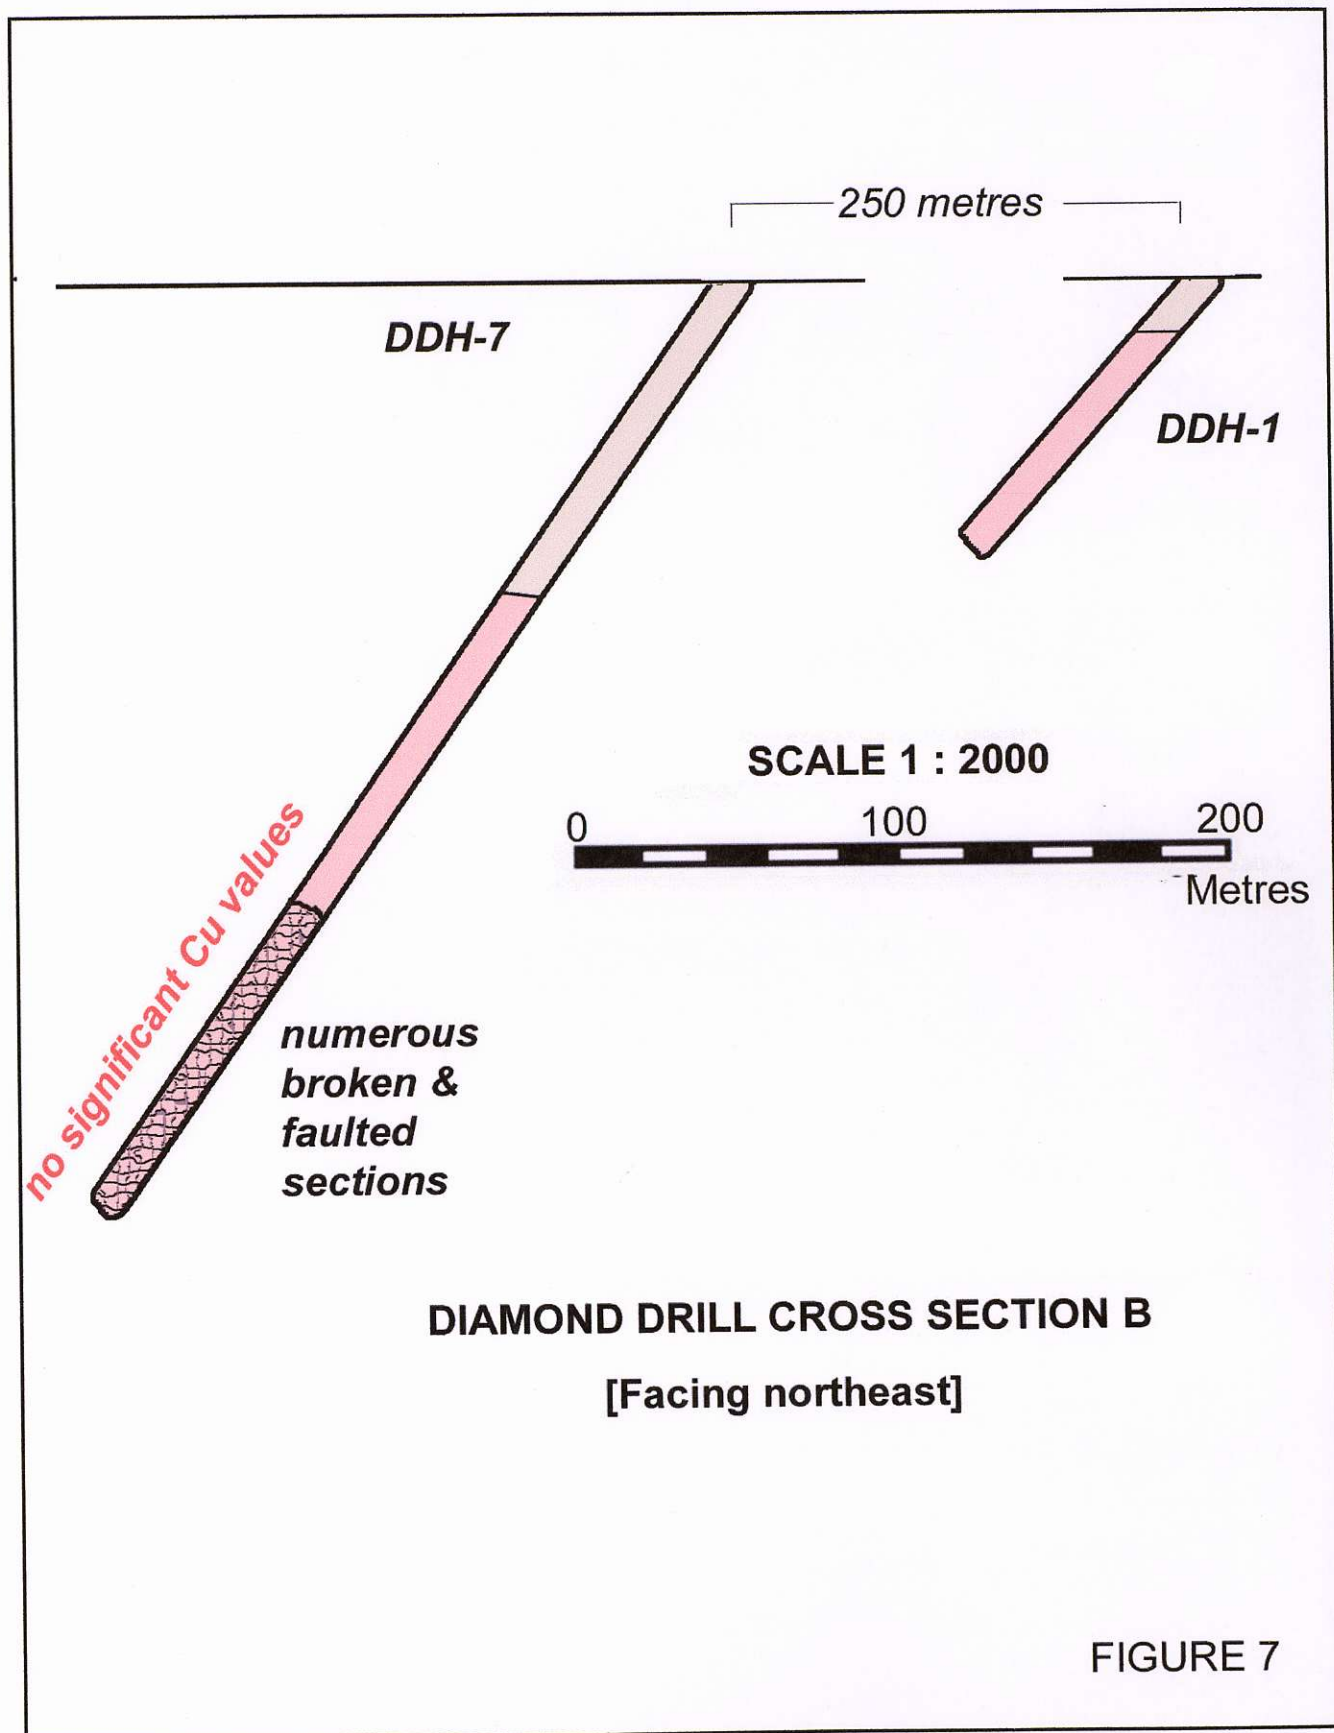 250 metres
DDH-7
DDH-1
SCALE 1 : 2000
0 100 200
Metres
no significant Cu values
numerous
broken &
faulted
sections
DIAMOND DRILL CROSS SECTION B
[Facing northeast]
FIGURE 7